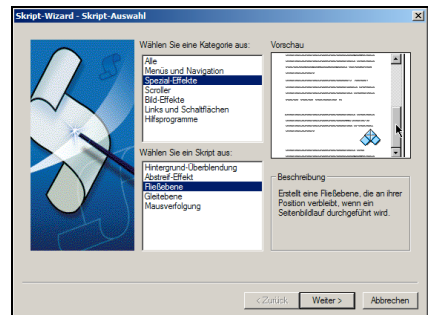 Skript-Wizard - Skript-Auswahl
Wählen Sie eine Kategorie aus:
Alle
Menüs und Navigation
Spezial-Effekte
Scroller
Bild-Effekte
Links und Schaltflächen
Hilfsprogramme
Wählen Sie ein Skript aus:
Hintergrund-Überblendung
Abstreif-Effekt
Fließebene
Gleitebene
Mausverfolgung
Vorschau
Beschreibung
Erstellt eine Fließebene, die an ihrer
Position verbleibt, wenn ein
Seitenbildlauf durchgeführt wird.
< Zurück
Weiter >
Abbrechen